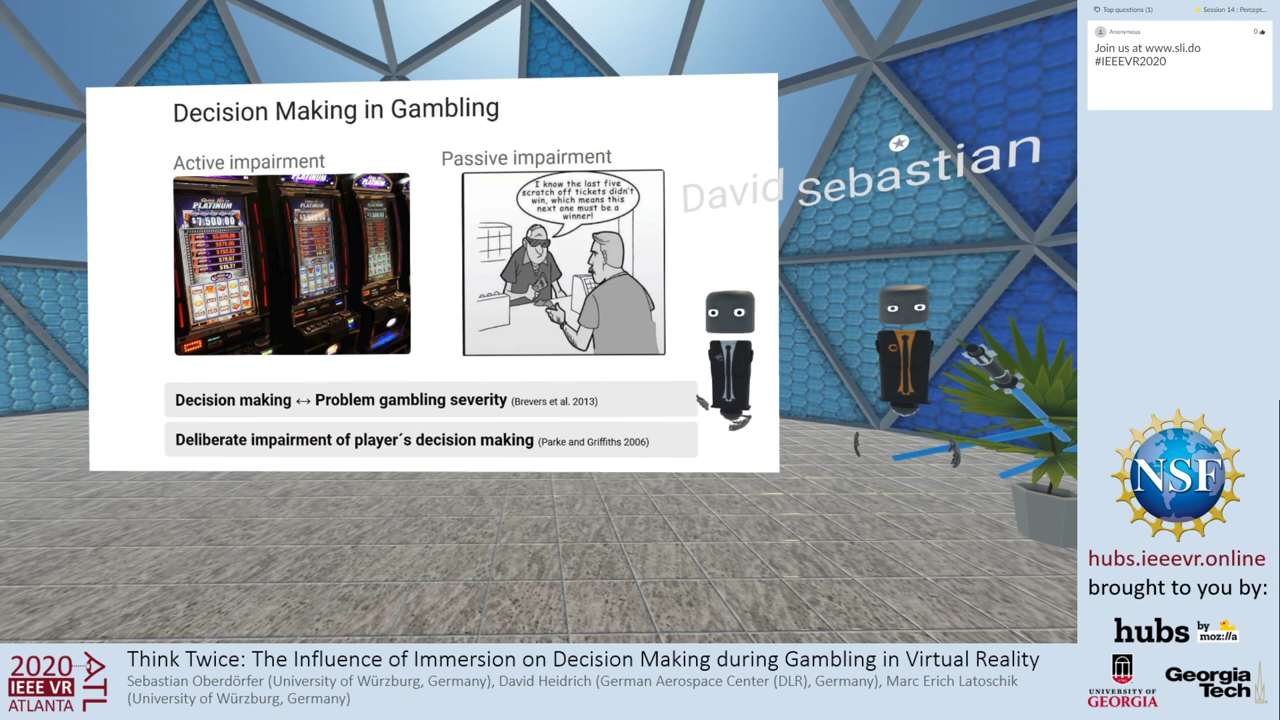 Decision Making in Gambling
Active impairment
Passive impairment
PLATINUM
$7,500.00
I know the last five
scratch off tickets didn't
win, which means this
next one must be a
winner!
David
Sebastian
Decision making ↔ Problem gambling severity (Brevers et al. 2013)
Deliberate impairment of player´s decision making (Parke and Griffiths 2006)
Top questions (1)
Session 14 : Percept...
Anonymous
0
Join us at www.sli.do
#IEEEVR2020
NSF
hubs.ieeevr.online
brought to you by:
hubs by
moz://a
UNIVERSITY OF
GEORGIA
Georgia
Tech
2020
IEEE VR
ATLANTA
ATL
Think Twice: The Influence of Immersion on Decision Making during Gambling in Virtual Reality
Sebastian Oberdörfer (University of Würzburg, Germany), David Heidrich (German Aerospace Center (DLR), Germany), Marc Erich Latoschik
(University of Würzburg, Germany)